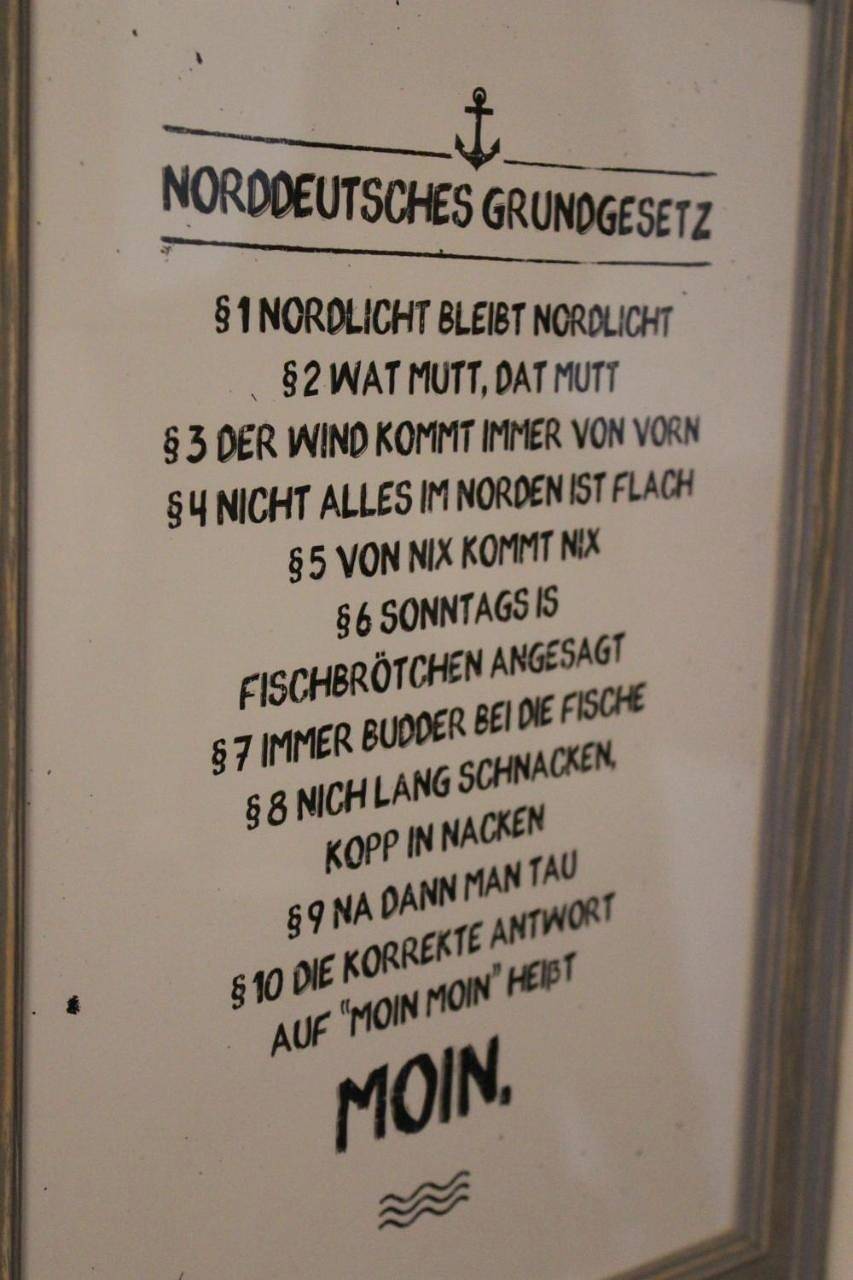 NORDDEUTSCHES GRUNDGESETZ
§1 NORDLICHT BLEIBT NORDLICHT
§2 WAT MUTT, DAT MUTT
§3 DER WIND KOMMT IMMER VON VORN
§4 NICHT ALLES IM NORDEN IST FLACH
§5 VON NIX KOMMT NIX
§6 SONNTAGS IS
FISCHBRÖTCHEN ANGESAGT
§7 IMMER BUDDER BEI DIE FISCHE
§8 NICH LANG SCHNACKEN,
KOPP IN NACKEN
§9 NA DANN MAN TAU
§10 DIE KORREKTE ANTWORT
AUF "MOIN MOIN" HEIßT
MOIN.